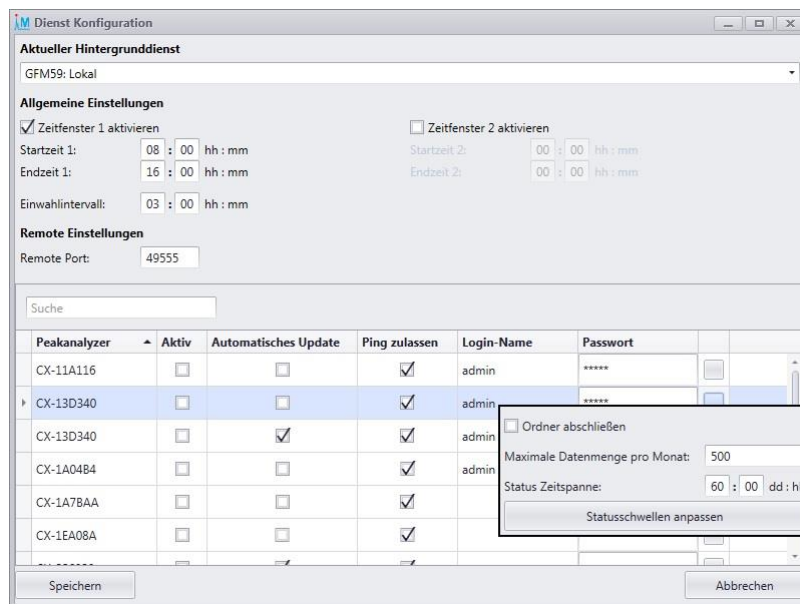 Dienst Konfiguration
Aktueller Hintergrunddienst
GFM59: Lokal
Allgemeine Einstellungen
Zeitfenster 1 aktivieren Zeitfenster 2 aktivieren
Startzeit 1: 08 : 00 hh : mm Startzeit 2: 00 : 00 hh : mm
Endzeit 1: 16 : 00 hh : mm Endzeit 2: 00 : 00 hh : mm
Einwahlintervall: 03 : 00 hh : mm
Remote Einstellungen
Remote Port: 49555
Suche
Peakanalyzer Aktiv Automatisches Update Ping zulassen Login-Name Passwort
CX-11A116 admin *****
CX-13D340 admin *****
CX-13D340 admin
CX-1A04B4 admin
CX-1A7BAA
CX-1EA08A
Ordner abschließen
Maximale Datenmenge pro Monat: 500
Status Zeitspanne: 60 : 00 dd : h
Statusschwellen anpassen
Speichern Abbrechen